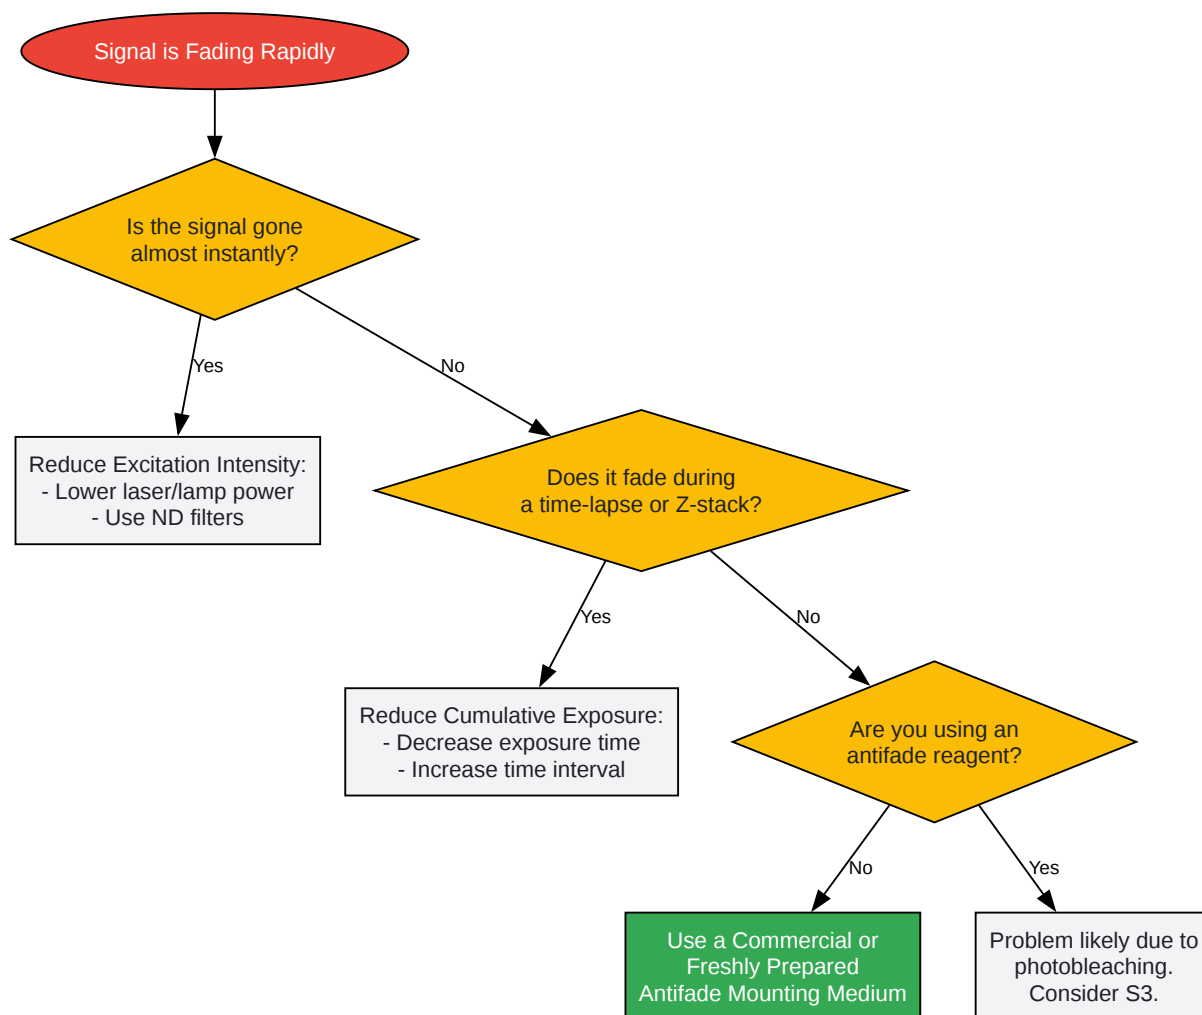 Signal is Fading Rapidly
Is the signal gone
almost instantly?
Yes
No
Reduce Excitation Intensity:
- Lower laser/lamp power
- Use ND filters
Does it fade during
a time-lapse or Z-stack?
Yes
No
Reduce Cumulative Exposure:
- Decrease exposure time
- Increase time interval
Are you using an
antifade reagent?
No
Yes
Use a Commercial or
Freshly Prepared
Antifade Mounting Medium
Problem likely due to
photobleaching.
Consider S3.